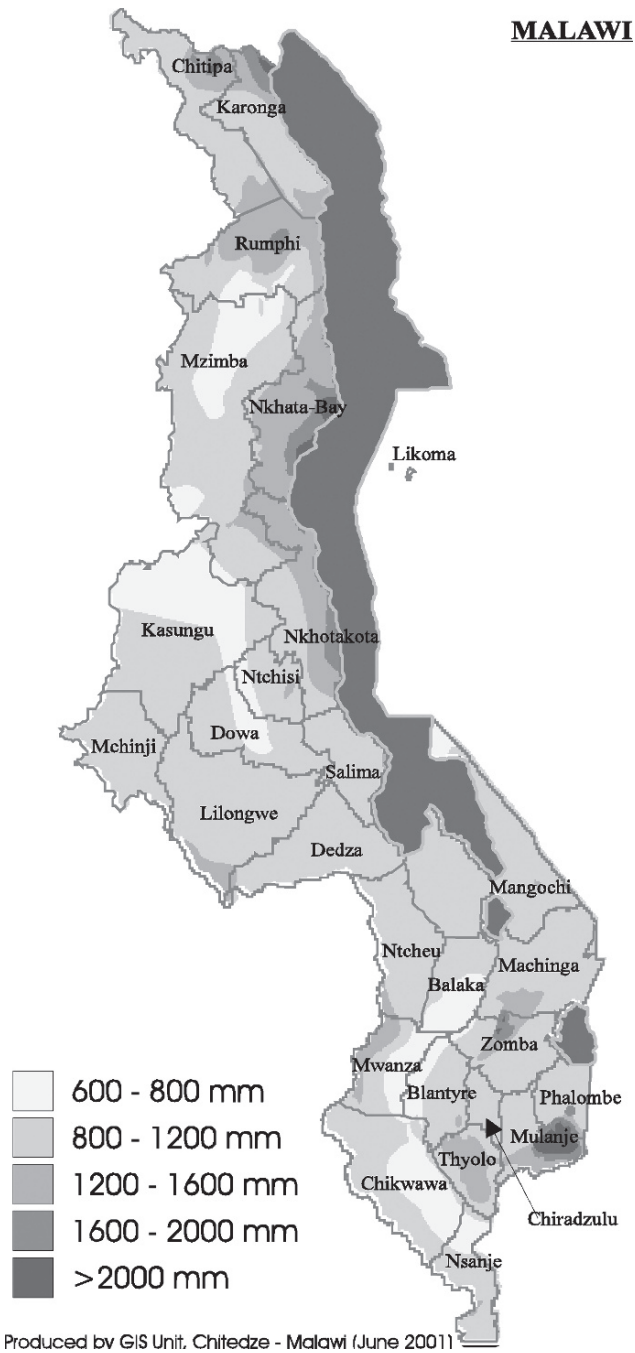 MALAWI
Chitipa
Karonga
Rumphi
Mzimba
Nkhata-Bay
Likoma
Kasungu
Nkhotakota
Ntchisi
Dowa
Mchinji
Salima
Lilongwe
Dedza
Mangochi
Ntcheu
Machinga
Balaka
Zomba
Mwanza
Blantyre
Phalombe
Mulanje
Thyolo
Chikwawa
Chiradzulu
Nsanje
600 - 800 mm
800 - 1200 mm
1200 - 1600 mm
1600 - 2000 mm
>2000 mm
Produced by GIS Unit, Chitedze - Malawi (June 2001)